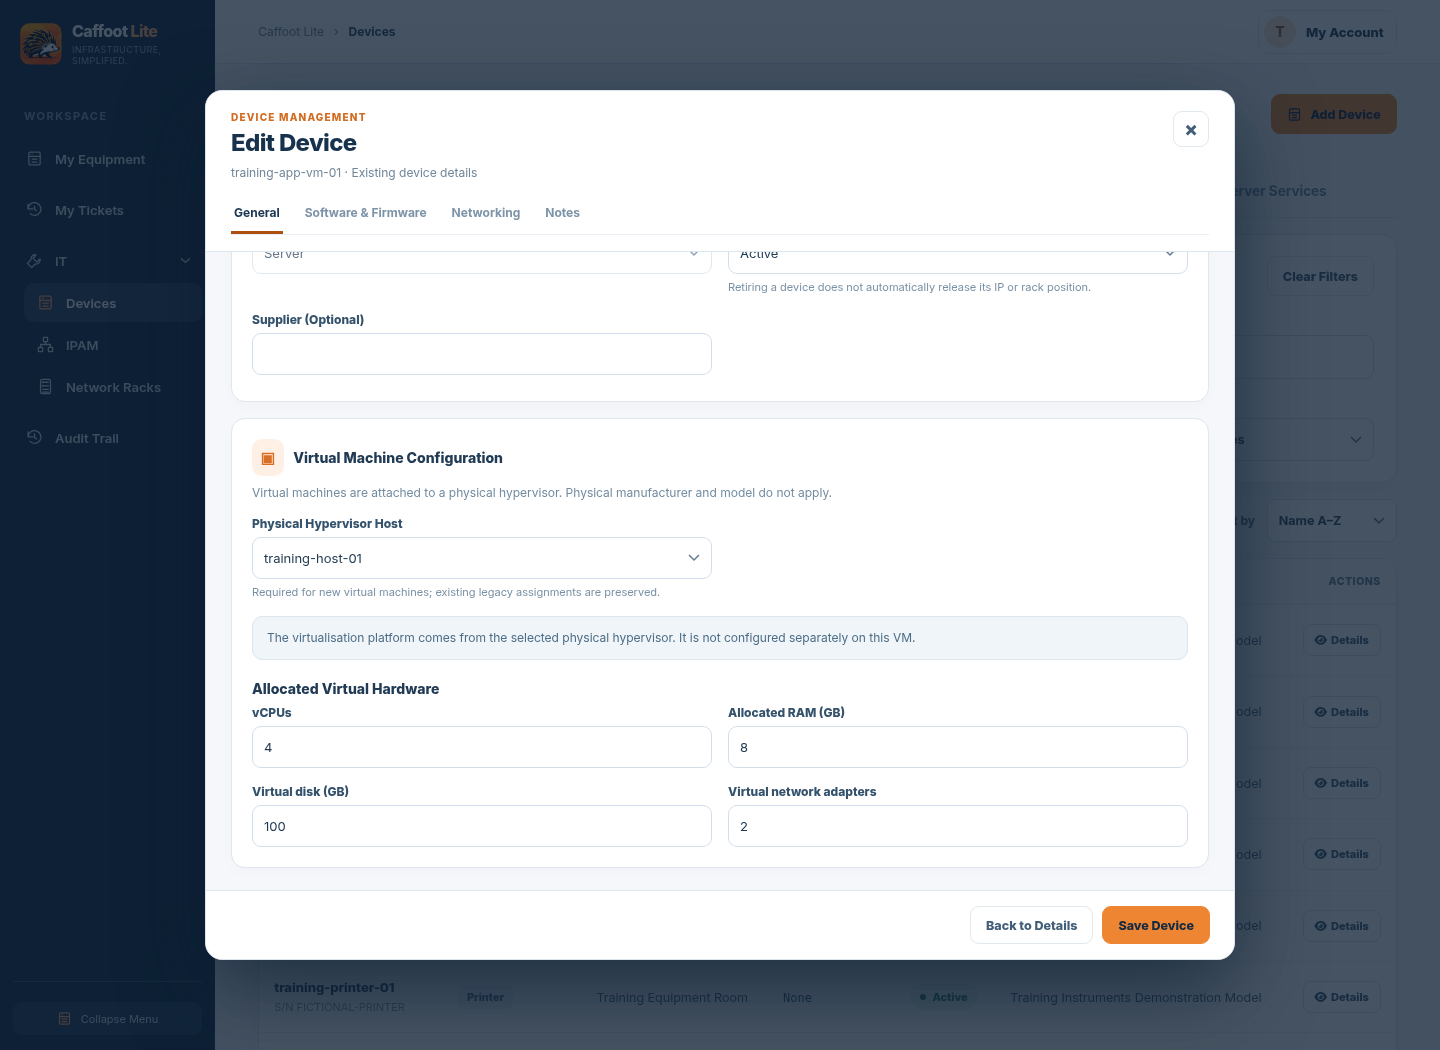 Caffoot Lite
INFRASTRUCTURE,
SIMPLIFIED.
Caffoot Lite › Devices
T My Account
WORKSPACE
My Equipment
My Tickets
IT
Devices
IPAM
Network Racks
Audit Trail
Collapse Menu
Add Device
Clear Filters
Name A–Z
ACTIONS
Details
Details
Details
Details
Details
DEVICE MANAGEMENT
Edit Device
training-app-vm-01 · Existing device details
General Software & Firmware Networking Notes
Server
Active
Retiring a device does not automatically release its IP or rack position.
Supplier (Optional)
Virtual Machine Configuration
Virtual machines are attached to a physical hypervisor. Physical manufacturer and model do not apply.
Physical Hypervisor Host
training-host-01
Required for new virtual machines; existing legacy assignments are preserved.
The virtualisation platform comes from the selected physical hypervisor. It is not configured separately on this VM.
Allocated Virtual Hardware
vCPUs
4
Allocated RAM (GB)
8
Virtual disk (GB)
100
Virtual network adapters
2
Back to Details
Save Device
training-printer-01
S/N FICTIONAL-PRINTER
Printer
Training Equipment Room
None
Active
Training Instruments Demonstration Model
Details